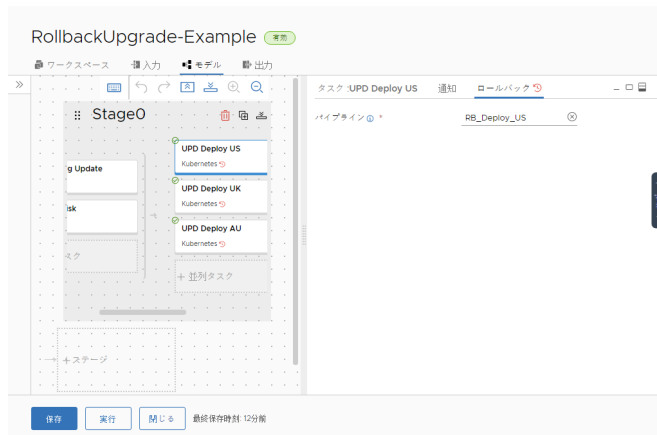 RollbackUpgrade-Example 有効
ワークスペース 入力 モデル 出力
Stage0
g Update
isk
スク
UPD Deploy US
Kubernetes
UPD Deploy UK
Kubernetes
UPD Deploy AU
Kubernetes
+ 並列タスク
+ ステージ
タスク :UPD Deploy US 通知 ロールバック
パイプライン * RB_Deploy_US
保存 実行 閉じる 最終保存時刻: 12分前